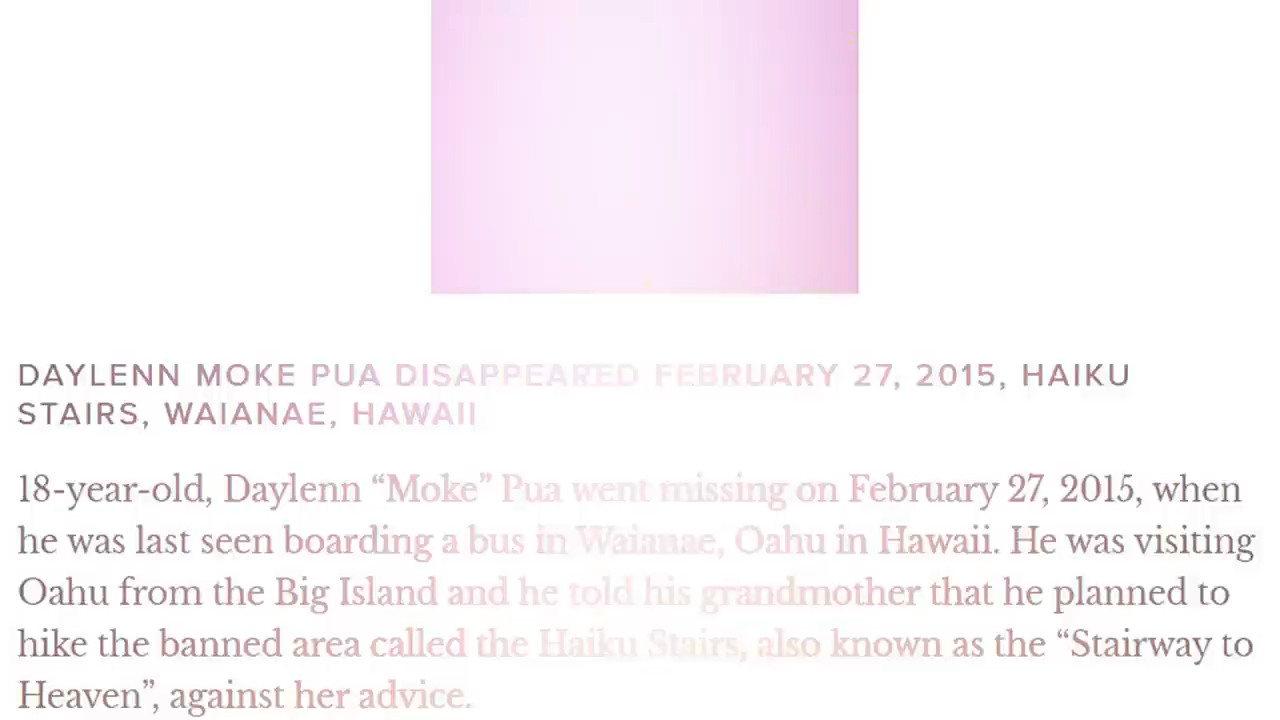 DAYLENN MOKE PUA DISAPPEARED FEBRUARY 27, 2015, HAIKU
STAIRS, WAIANAE, HAWAII
18-year-old, Daylenn “Moke” Pua went missing on February 27, 2015, when
he was last seen boarding a bus in Waianae, Oahu in Hawaii. He was visiting
Oahu from the Big Island and he told his grandmother that he planned to
hike the banned area called the Haiku Stairs, also known as the “Stairway to
Heaven”, against her advice.